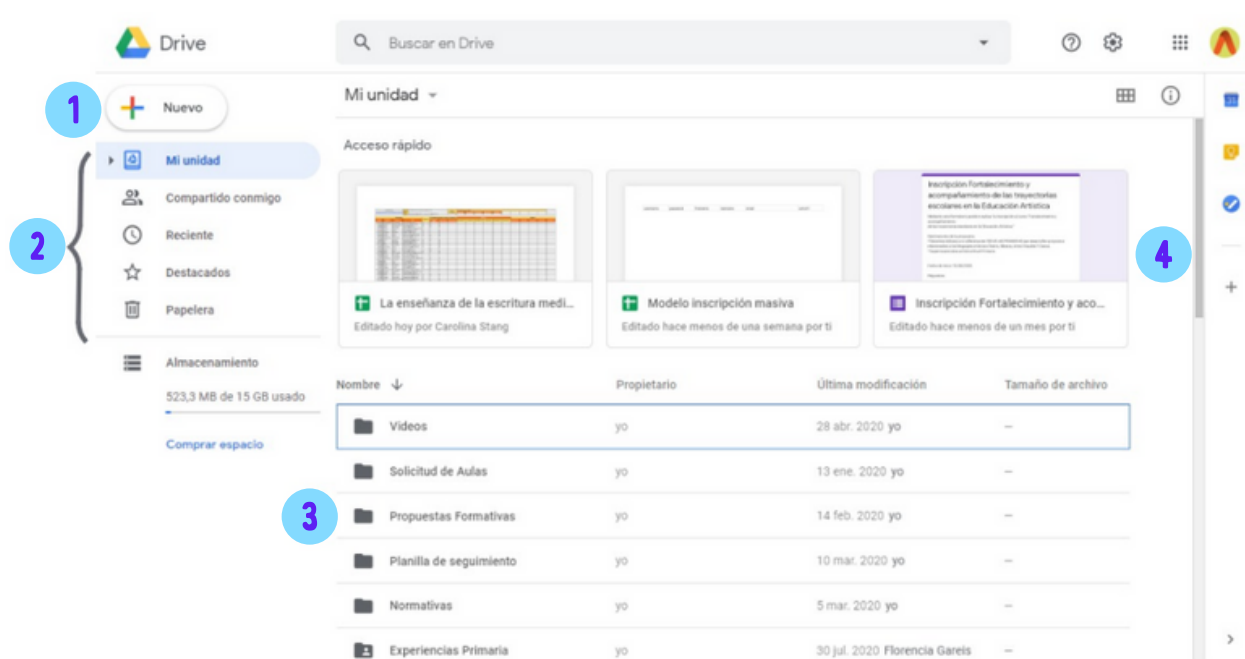 Drive
Buscar en Drive
1
Nuevo
Mi unidad
Acceso rápido
2
Mi unidad
Compartido conmigo
Reciente
Destacados
Papelera
Almacenamiento
523,3 MB de 15 GB usado
Comprar espacio
Inscripción Fortalecimiento y
acompañamiento de las trayectorias
escolares en la Educación Artística
La enseñanza de la escritura medi...
Editado hoy por Carolina Stang
Modelo inscripción masiva
Editado hace menos de una semana por ti
Inscripción Fortalecimiento y aco...
Editado hace menos de un mes por ti
4
Nombre Propietario Última modificación Tamaño de archivo
Videos yo 28 abr. 2020 yo –
Solicitud de Aulas yo 13 ene. 2020 yo –
3
Propuestas Formativas yo 14 feb. 2020 yo –
Planilla de seguimiento yo 10 mar. 2020 yo –
Normativas yo 5 mar. 2020 yo –
Experiencias Primaria yo 30 jul. 2020 Florencia Gareis –